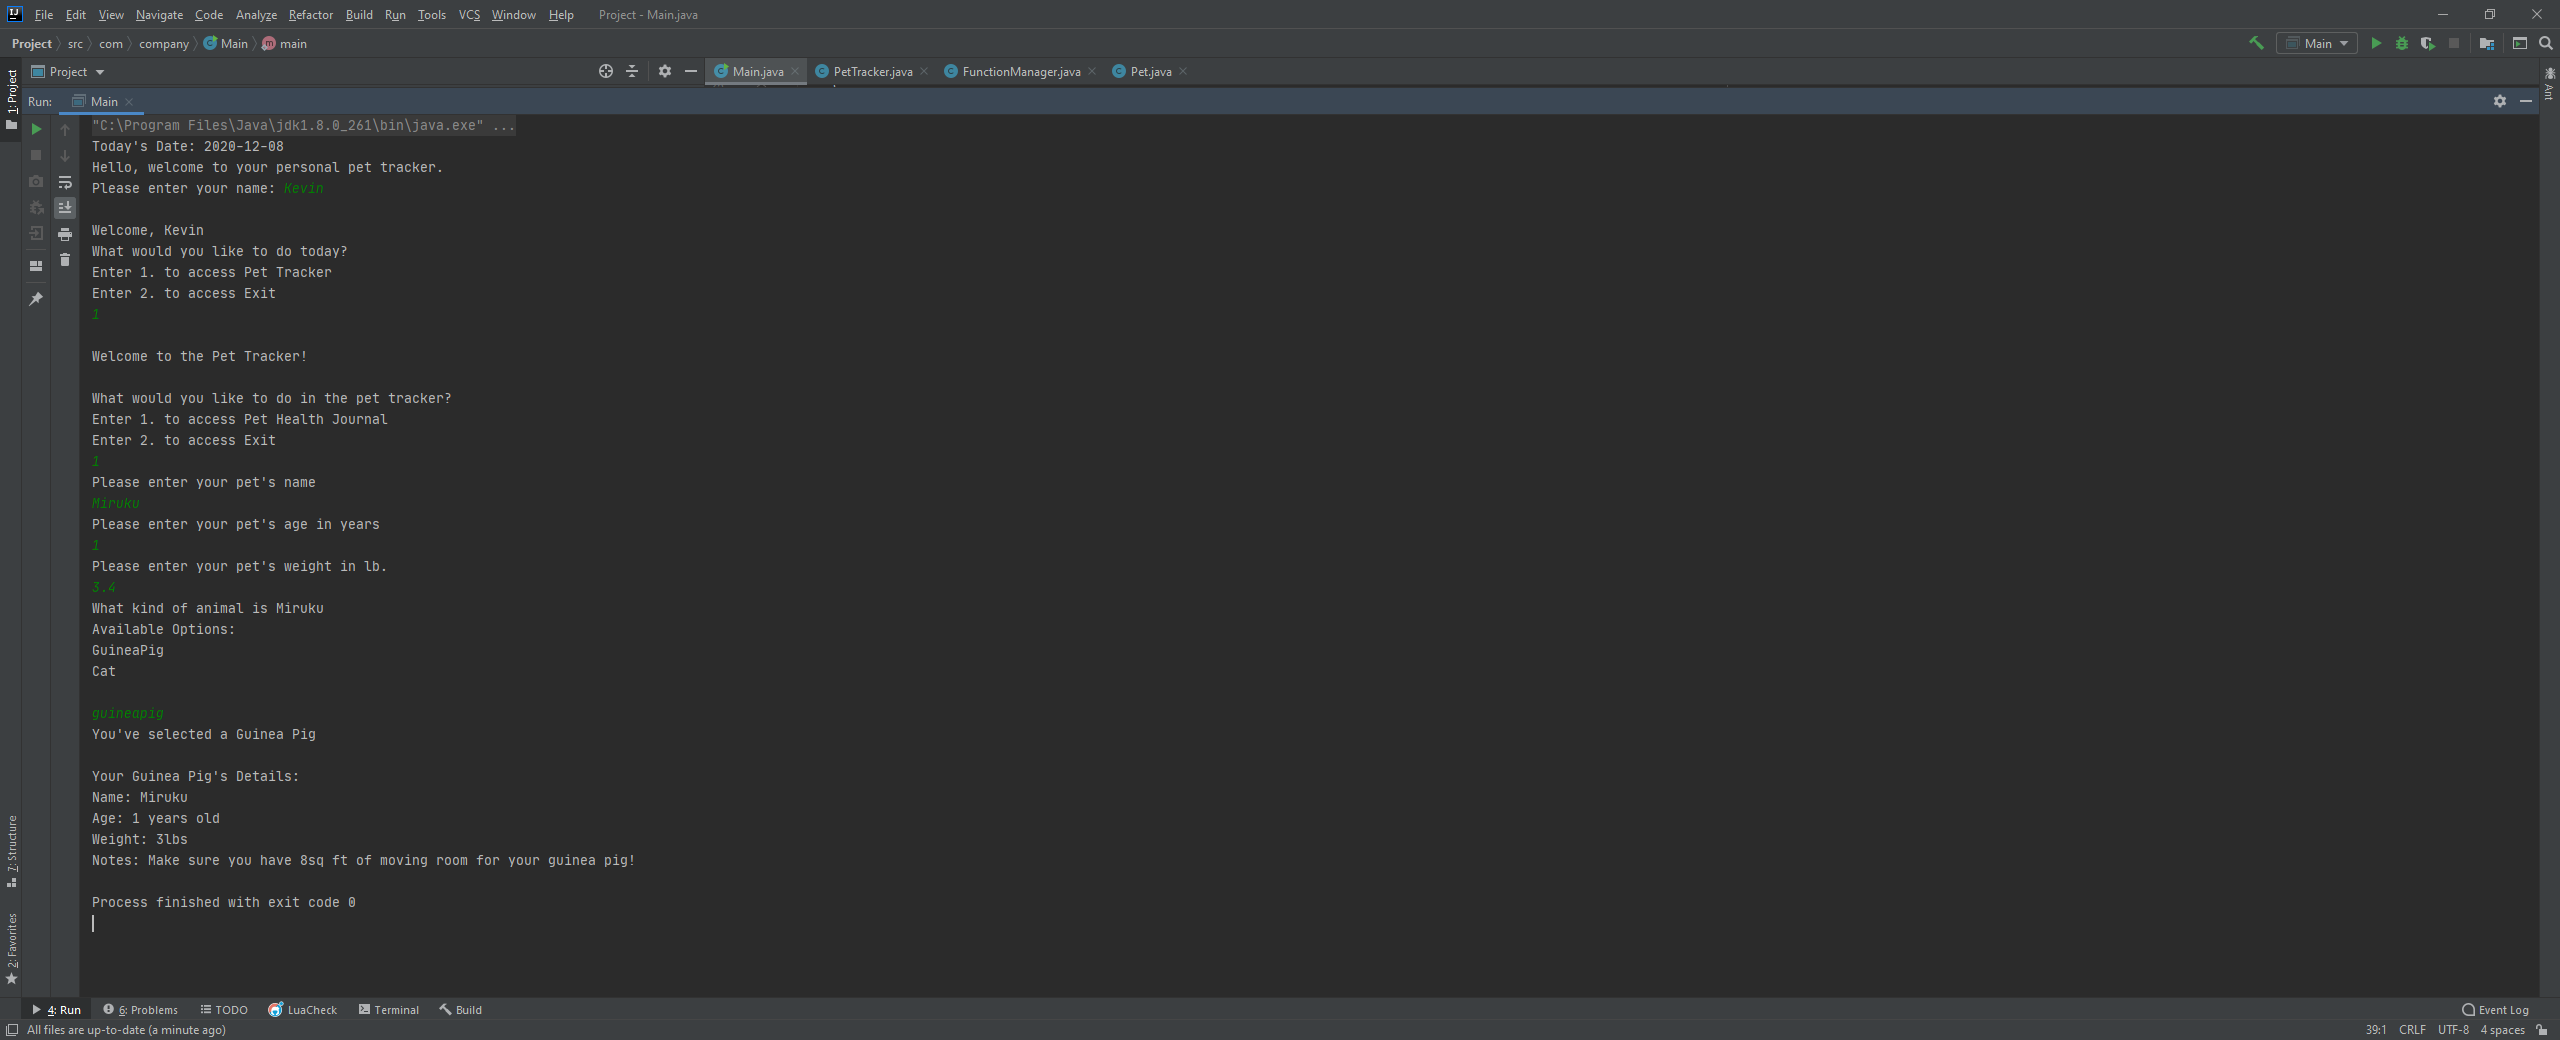 File Edit View Navigate Code Analyze Refactor Build Run Tools VCS Window Help Project - Main.java
Project src com company Main main
Main
Project Main.java PetTracker.java FunctionManager.java Pet.java
1: Project
Ant
Run: Main
"C:\Program Files\Java\jdk1.8.0_261\bin\java.exe" ...
Today's Date: 2020-12-08
Hello, welcome to your personal pet tracker.
Please enter your name: Kevin
Welcome, Kevin
What would you like to do today?
Enter 1. to access Pet Tracker
Enter 2. to access Exit
1
Welcome to the Pet Tracker!
What would you like to do in the pet tracker?
Enter 1. to access Pet Health Journal
Enter 2. to access Exit
1
Please enter your pet's name
Miruku
Please enter your pet's age in years
1
Please enter your pet's weight in lb.
3.4
What kind of animal is Miruku
Available Options:
GuineaPig
Cat
guineapig
You've selected a Guinea Pig
Your Guinea Pig's Details:
Name: Miruku
Age: 1 years old
Weight: 3lbs
Notes: Make sure you have 8sq ft of moving room for your guinea pig!
Process finished with exit code 0
7: Structure
2: Favorites
4: Run 6: Problems TODO LuaCheck Terminal Build Event Log
All files are up-to-date (a minute ago) 39:1 CRLF UTF-8 4 spaces